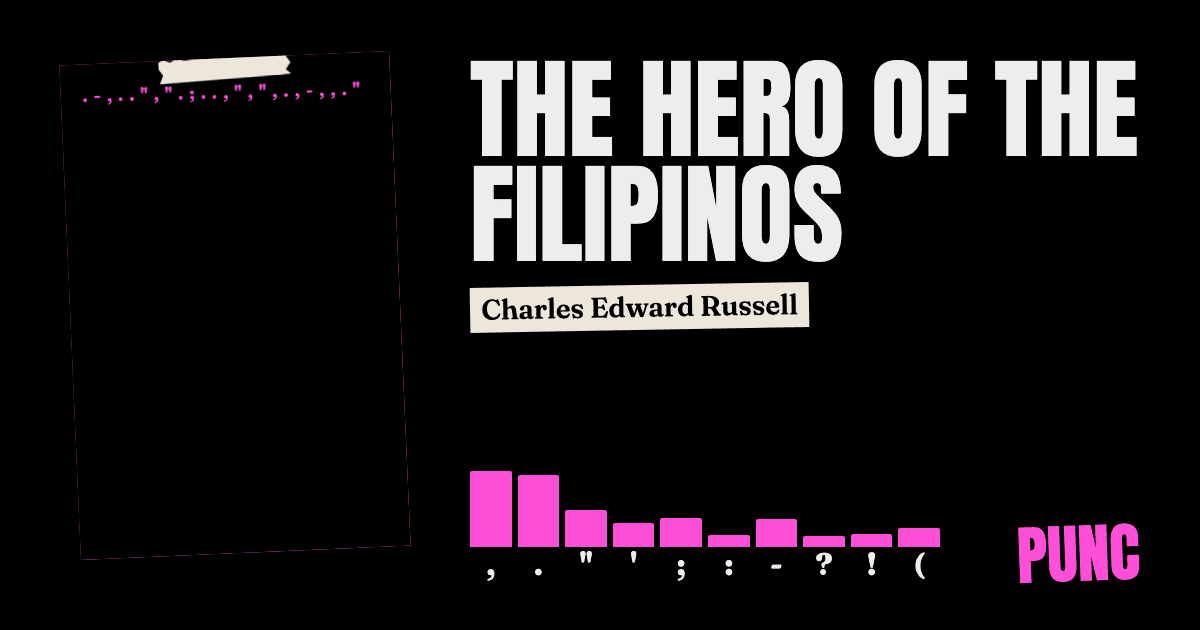 .-,..",".;..,",",.,-,,."
THE HERO OF THE
FILIPINOS
Charles Edward Russell
, . " ' ; : - ? ! (
PUNC